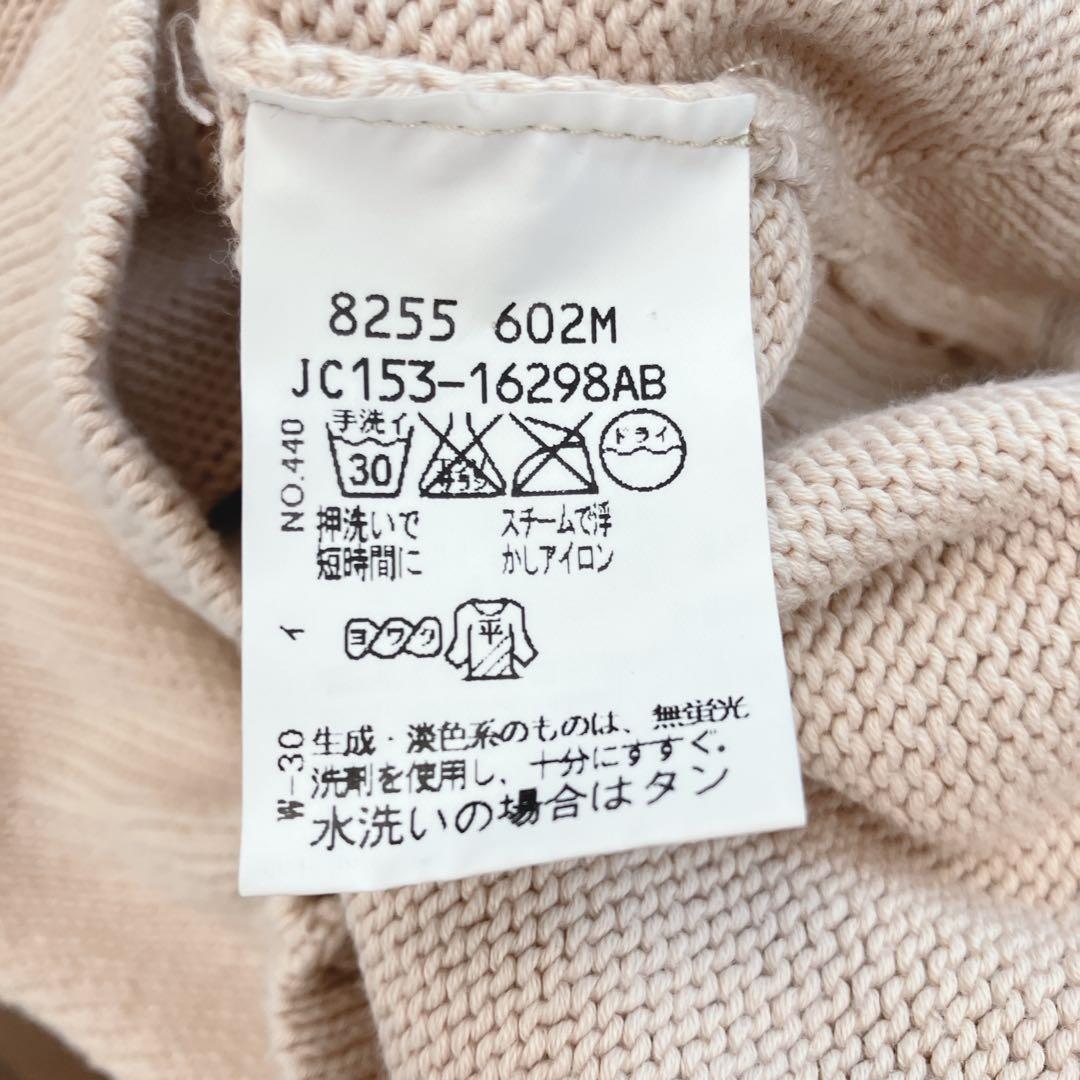 8255 602M
JC153-16298AB
手洗イ
30
ドライ
押洗いで
短時間に
スチームで浮
かしアイロン
ヨワク
平
生成・淡色系のものは、無蛍光
洗剤を使用し、十分にすすぐ.
水洗いの場合はタン
NO.440
イ
W-30